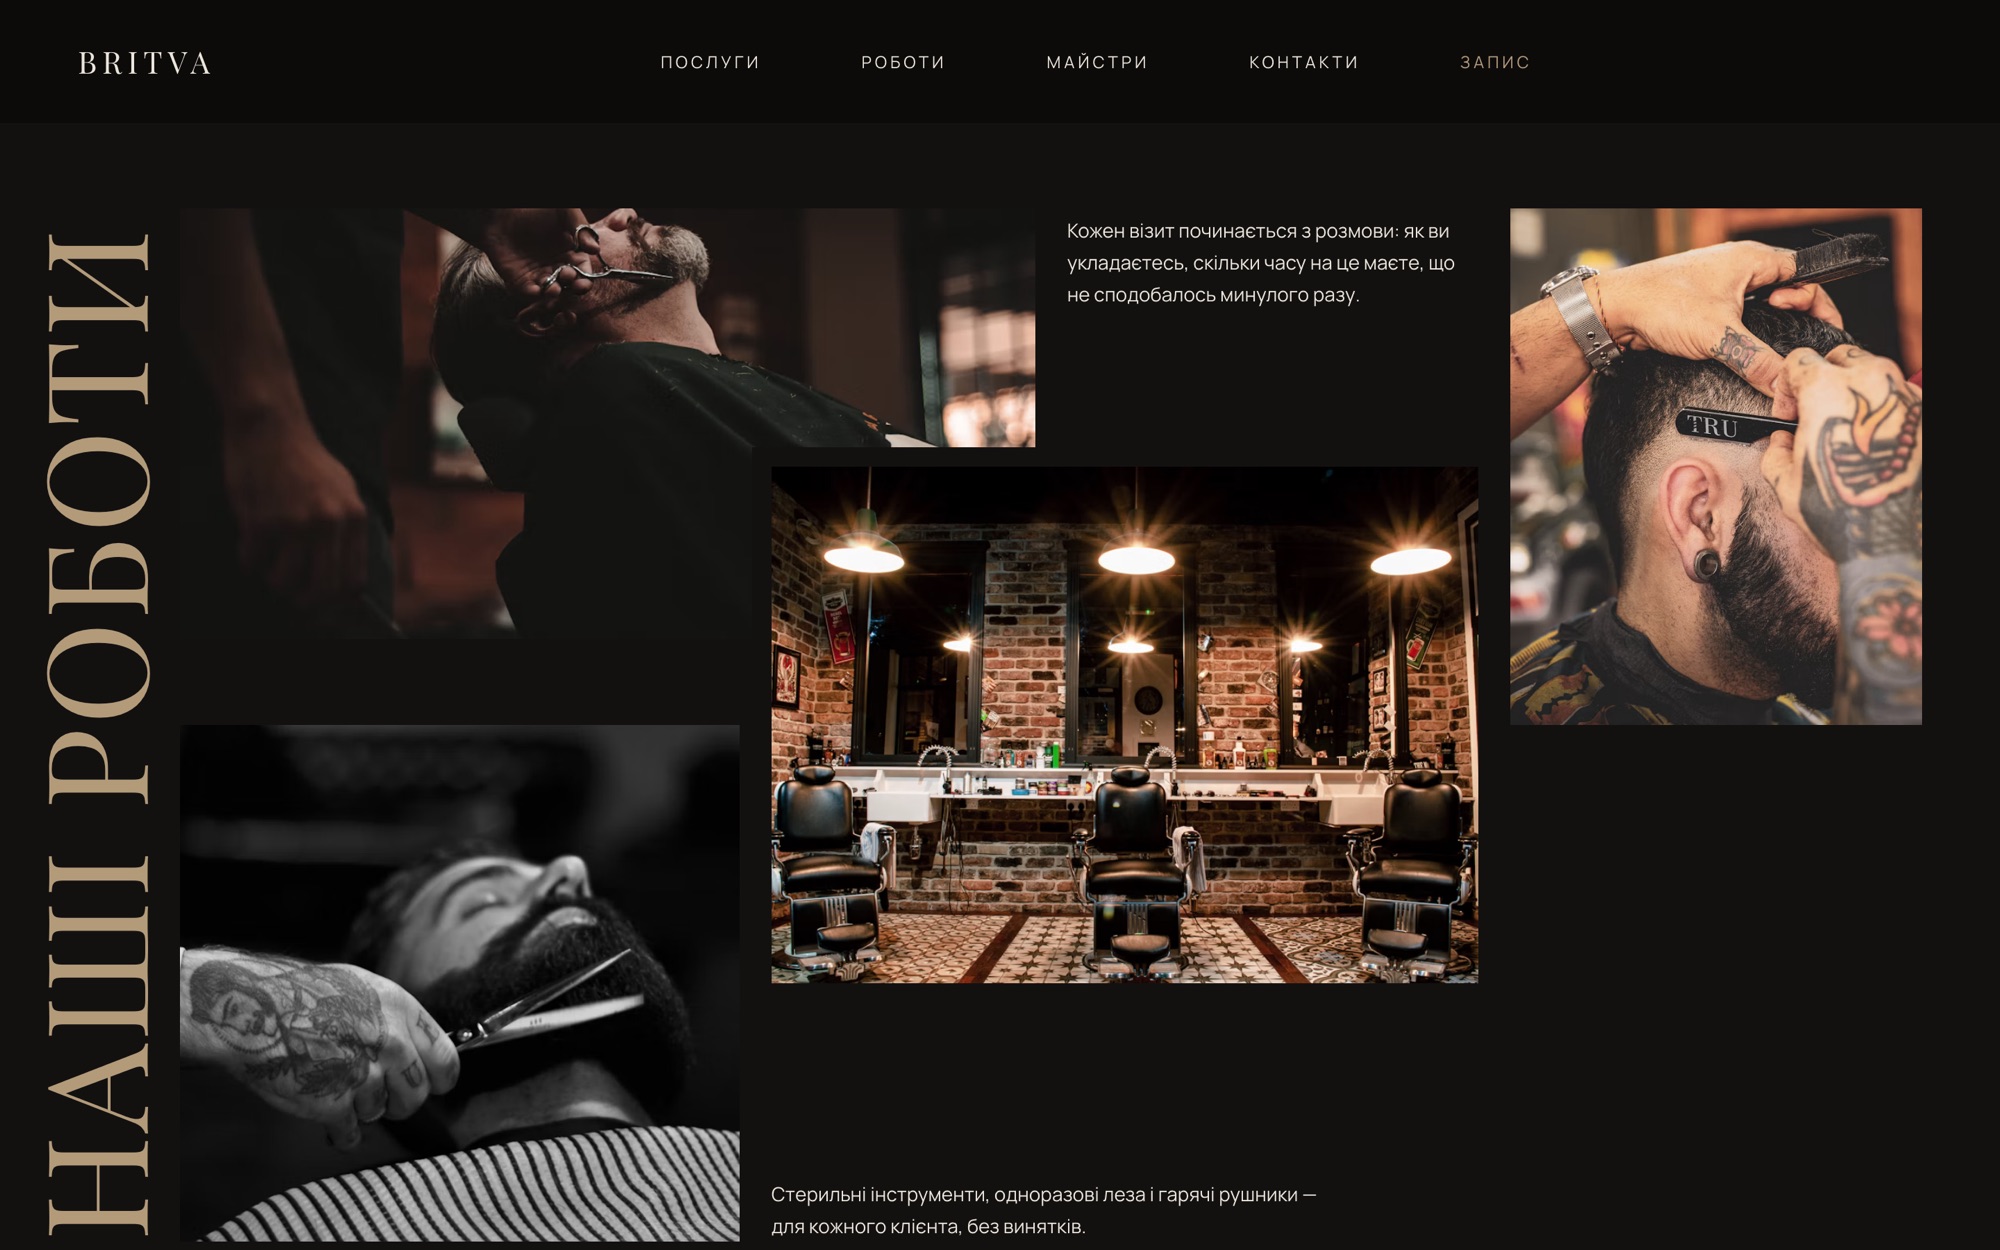 BRITVA
ПОСЛУГИ
РОБОТИ
МАЙСТРИ
КОНТАКТИ
ЗАПИС
НАШІ РОБОТИ
Кожен візит починається з розмови: як ви
укладаєтесь, скільки часу на це маєте, що
не сподобалось минулого разу.
TRU
Стерильні інструменти, одноразові леза і гарячі рушники —
для кожного клієнта, без винятків.